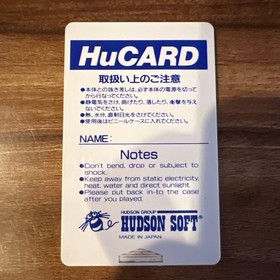 HuCARD
取扱い上のご注意
●本体との抜き差しは、必ず本体の電源を切って
から行なってください。
●静電気をさけ、曲げたり、落したり、衝撃を与え
ないでください。
●熱、水分、直射日光をさけてください。
●使用後はビニールケースに入れてください。
NAME:
Notes
●Don't bend, drop or subject to
shock.
●Keep away from static electricity,
heat, water and direct sunlight.
●Please put back in-to the case
after you played.
HUDSON GROUP
HUDSON SOFT®
MADE IN JAPAN